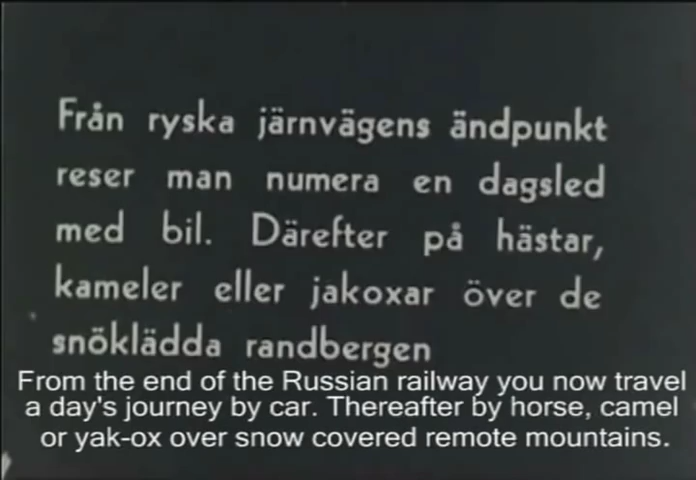 Från ryska järnvägens ändpunkt
reser man numera en dagsled
med bil. Därefter på hästar,
kameler eller jakoxar över de
snöklädda randbergen
From the end of the Russian railway you now travel
a day's journey by car. Thereafter by horse, camel
or yak-ox over snow covered remote mountains.